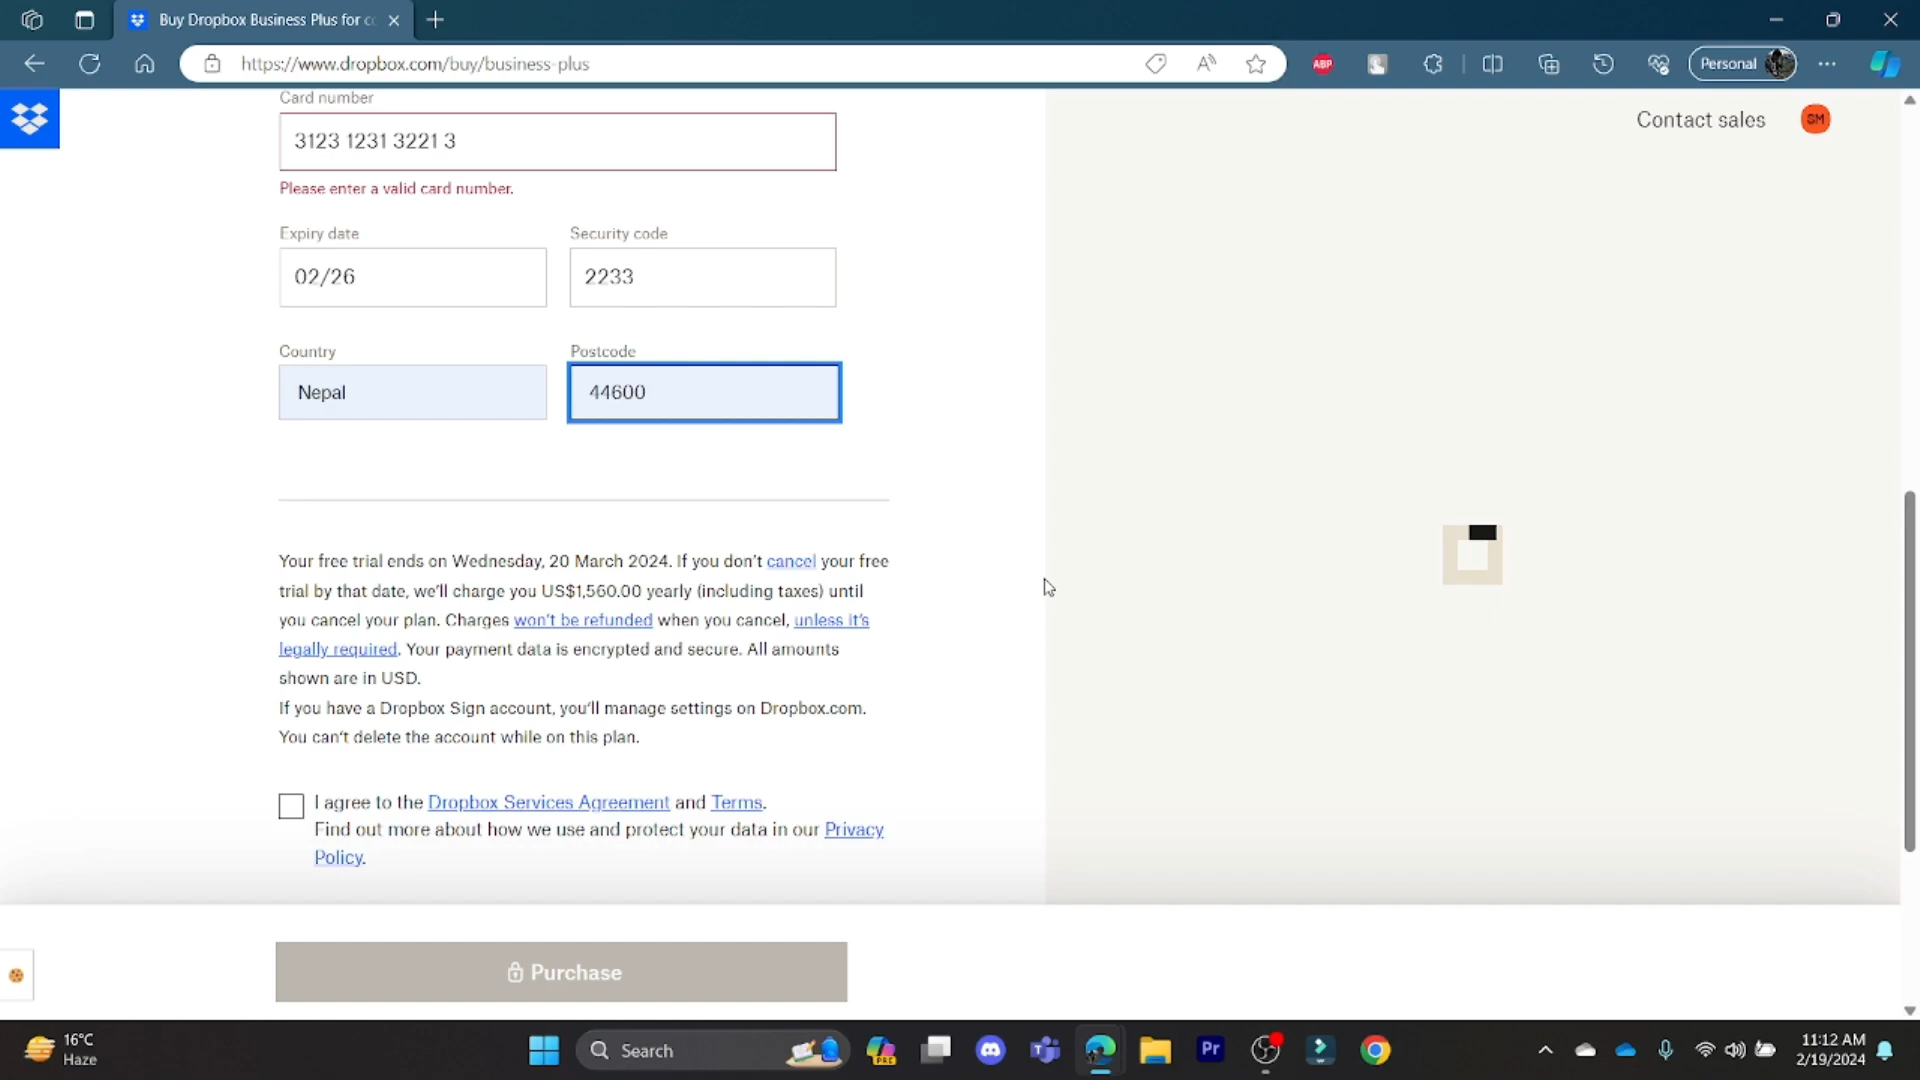 Buy Dropbox Business Plus for co
https://www.dropbox.com/buy/business-plus
ABP
Personal
Contact sales
SM
Card number
3123 1231 3221 3
Please enter a valid card number.
Expiry date
Security code
02/26
2233
Country
Postcode
Nepal
44600
Your free trial ends on Wednesday, 20 March 2024. If you don't cancel your free
trial by that date, we'll charge you US$1,560.00 yearly (including taxes) until
you cancel your plan. Charges won't be refunded when you cancel, unless it's
legally required. Your payment data is encrypted and secure. All amounts
shown are in USD.
If you have a Dropbox Sign account, you'll manage settings on Dropbox.com.
You can't delete the account while on this plan.
I agree to the Dropbox Services Agreement and Terms.
Find out more about how we use and protect your data in our Privacy
Policy.
Purchase
16°C
Haze
Search
PRE
Pr
11:12 AM
2/19/2024